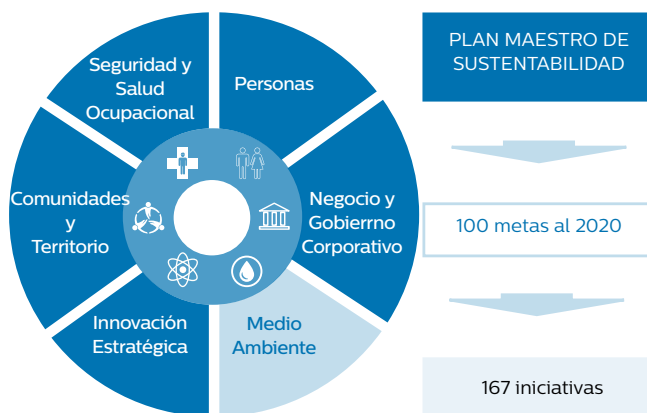 Seguridad y
Salud
Ocupacional
Personas
Negocio y
Gobierrno
Corporativo
Medio
Ambiente
Innovación
Estratégica
Comunidades
y
Territorio
PLAN MAESTRO DE
SUSTENTABILIDAD
100 metas al 2020
167 iniciativas